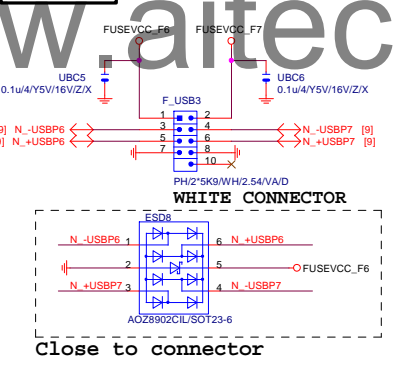 w.aitec
FUSEVCC_F6 FUSEVCC_F7
UBC5 UBC6
0.1u/4/Y5V/16V/Z/X 0.1u/4/Y5V/16V/Z/X
F_USB3
1 2
9] N_-USBP6 3 4 N_-USBP7 [9]
9] N_+USBP6 5 6 N_+USBP7 [9]
7 8
10
PH/2*5K9/WH/2.54/VA/D
WHITE CONNECTOR
ESD8
N_-USBP6 1 6 N_+USBP6
2 5 FUSEVCC_F6
N_+USBP7 3 4 N_-USBP7
AOZ8902CIL/SOT23-6
Close to connector